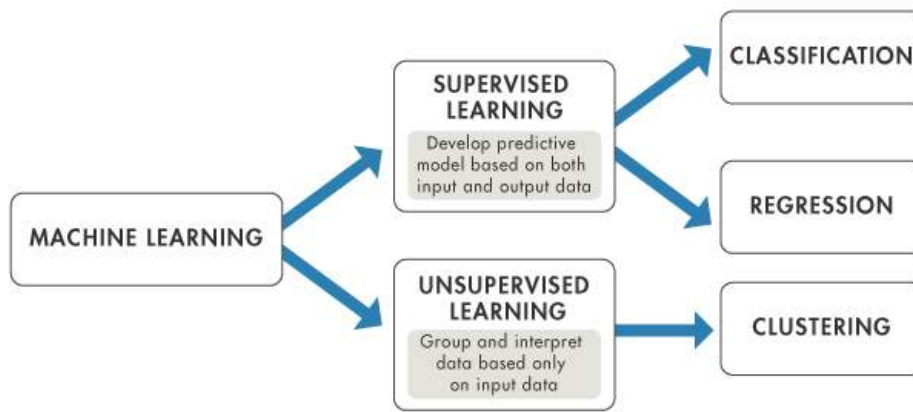 MACHINE LEARNING
SUPERVISED
LEARNING
Develop predictive
model based on both
input and output data
UNSUPERVISED
LEARNING
Group and interpret
data based only
on input data
CLASSIFICATION
REGRESSION
CLUSTERING